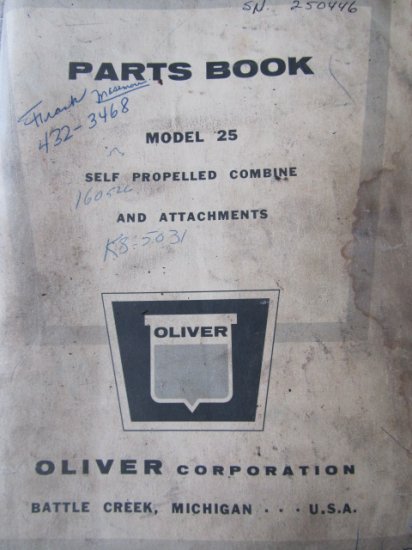 SN. 250446
PARTS BOOK
Frank
432-3468
MODEL 25
SELF PROPELLED COMBINE
AND ATTACHMENTS
K8-5031
OLIVER
OLIVER CORPORATION
BATTLE CREEK, MICHIGAN · · · U.S.A.